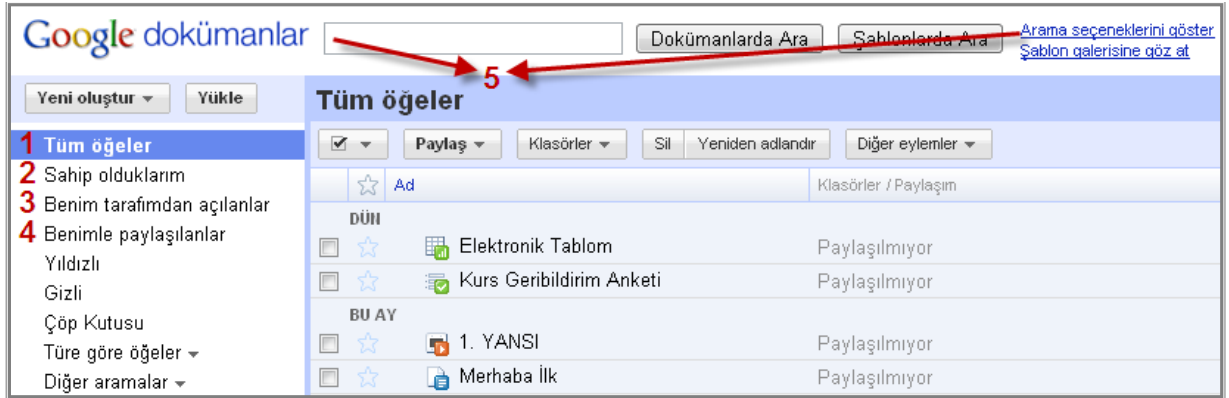 Google dokümanlar
Dokümanlarda Ara
Şablonlarda Ara
Arama seçeneklerini göster
Şablon galerisine göz at
5
Yeni oluştur
Yükle
Tüm öğeler
1 Tüm öğeler
2 Sahip olduklarım
3 Benim tarafımdan açılanlar
4 Benimle paylaşılanlar
Yıldızlı
Gizli
Çöp Kutusu
Türe göre öğeler
Diğer aramalar
Paylaş
Klasörler
Sil
Yeniden adlandır
Diğer eylemler
Ad
Klasörler / Paylaşım
DÜN
Elektronik Tablom Paylaşılmıyor
Kurs Geribildirim Anketi Paylaşılmıyor
BU AY
1. YANSI Paylaşılmıyor
Merhaba İlk Paylaşılmıyor